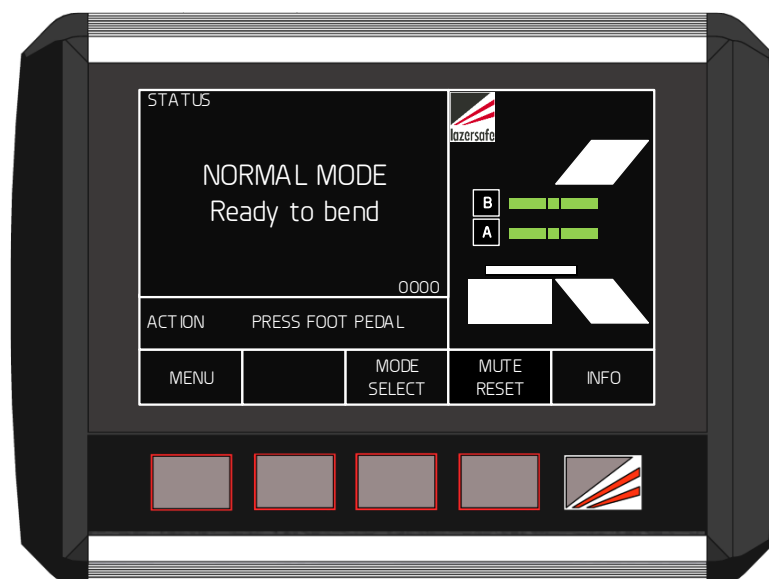 STATUS
NORMAL MODE
Ready to bend
0000
ACTION PRESS FOOT PEDAL
lazersafe
B
A
MENU
MODE
SELECT
MUTE
RESET
INFO